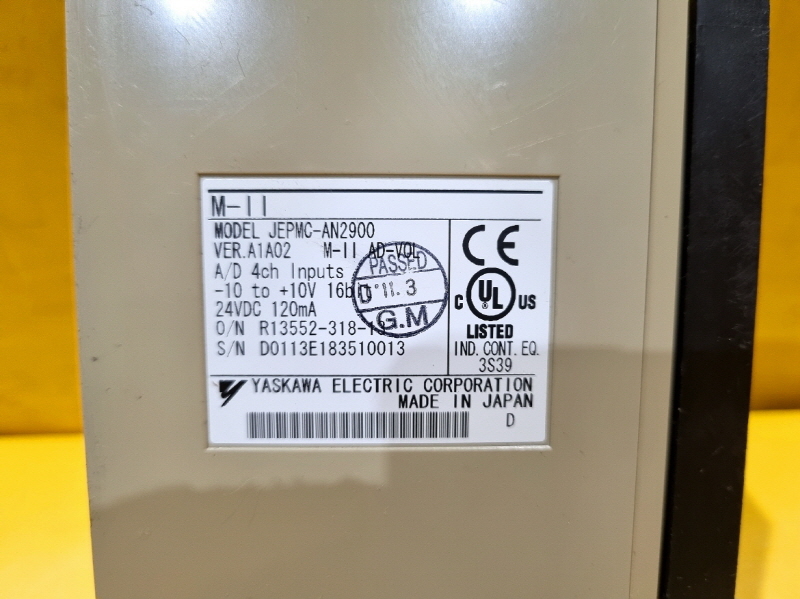 M-II
MODEL JEPMC-AN2900
VER.A1A02 M-II AD-VOL
A/D 4ch Inputs
-10 to +10V 16bit
24VDC 120mA
O/N R13552-318-
S/N D0113E183510013
PASSED
D '11.3
G.M
CE
C UL US
LISTED
IND. CONT. EQ.
3S39
YASKAWA ELECTRIC CORPORATION
MADE IN JAPAN
D